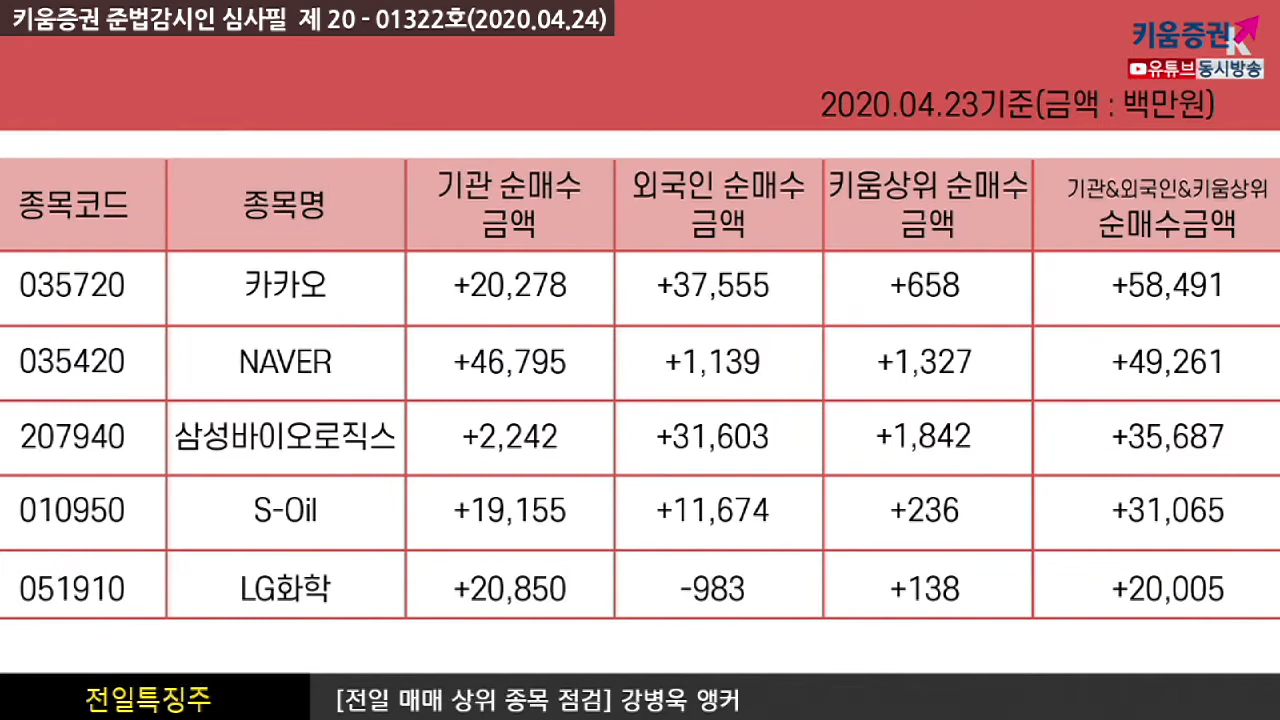 키움증권 준법감시인 심사필 제 20 - 01322호(2020.04.24)
키움증권K
유튜브 동시방송
2020.04.23기준(금액 : 백만원)
종목코드 종목명 기관 순매수 금액 외국인 순매수 금액 키움상위 순매수 금액 기관&외국인&키움상위 순매수금액
035720 카카오 +20,278 +37,555 +658 +58,491
035420 NAVER +46,795 +1,139 +1,327 +49,261
207940 삼성바이오로직스 +2,242 +31,603 +1,842 +35,687
010950 S-Oil +19,155 +11,674 +236 +31,065
051910 LG화학 +20,850 -983 +138 +20,005
전일특징주 [전일 매매 상위 종목 점검] 강병욱 앵커